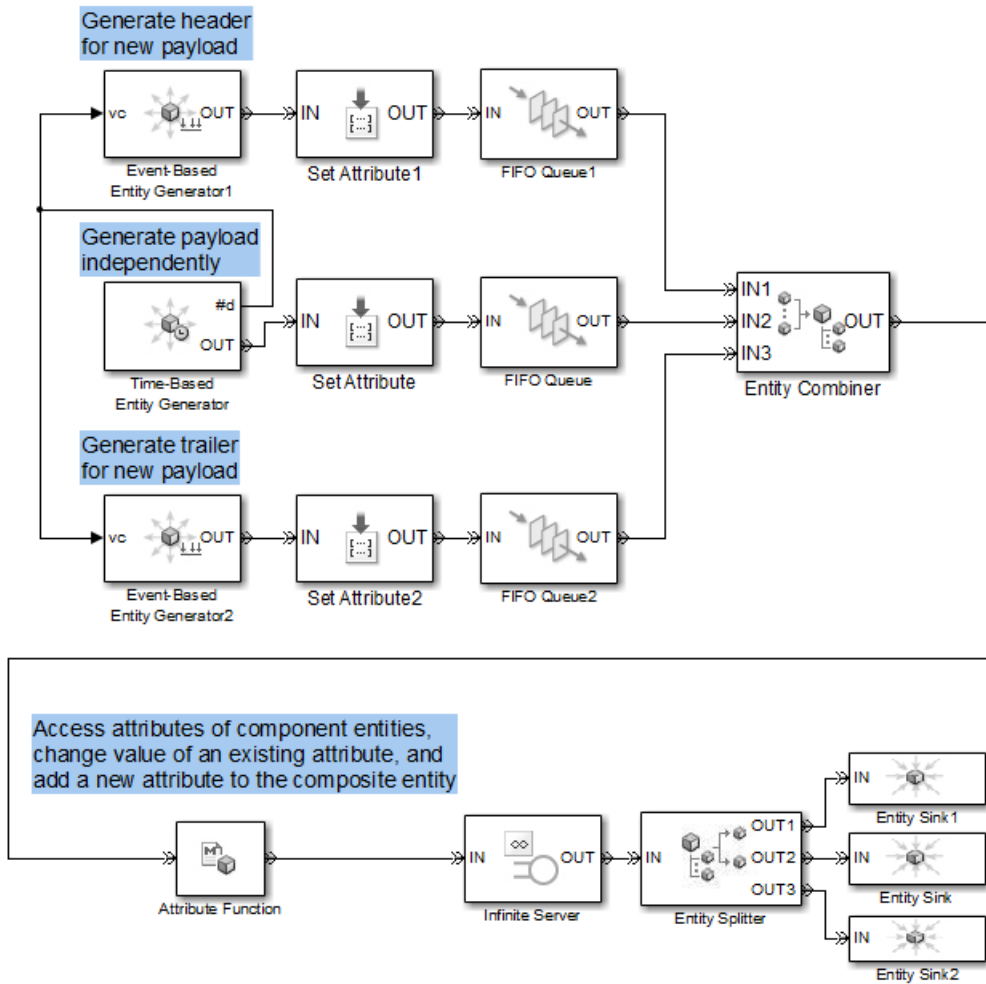 Generate header
for new payload
vc
OUT
Event-Based
Entity Generator1
IN
OUT
Set Attribute1
IN
OUT
FIFO Queue1
Generate payload
independently
#d
OUT
Time-Based
Entity Generator
IN
OUT
Set Attribute
IN
OUT
FIFO Queue
IN1
IN2
IN3
OUT
Entity Combiner
Generate trailer
for new payload
vc
OUT
Event-Based
Entity Generator2
IN
OUT
Set Attribute2
IN
OUT
FIFO Queue2
Access attributes of component entities,
change value of an existing attribute, and
add a new attribute to the composite entity
M
Attribute Function
IN
∞
OUT
Infinite Server
IN
OUT1
OUT2
OUT3
Entity Splitter
IN
Entity Sink1
IN
Entity Sink
IN
Entity Sink2